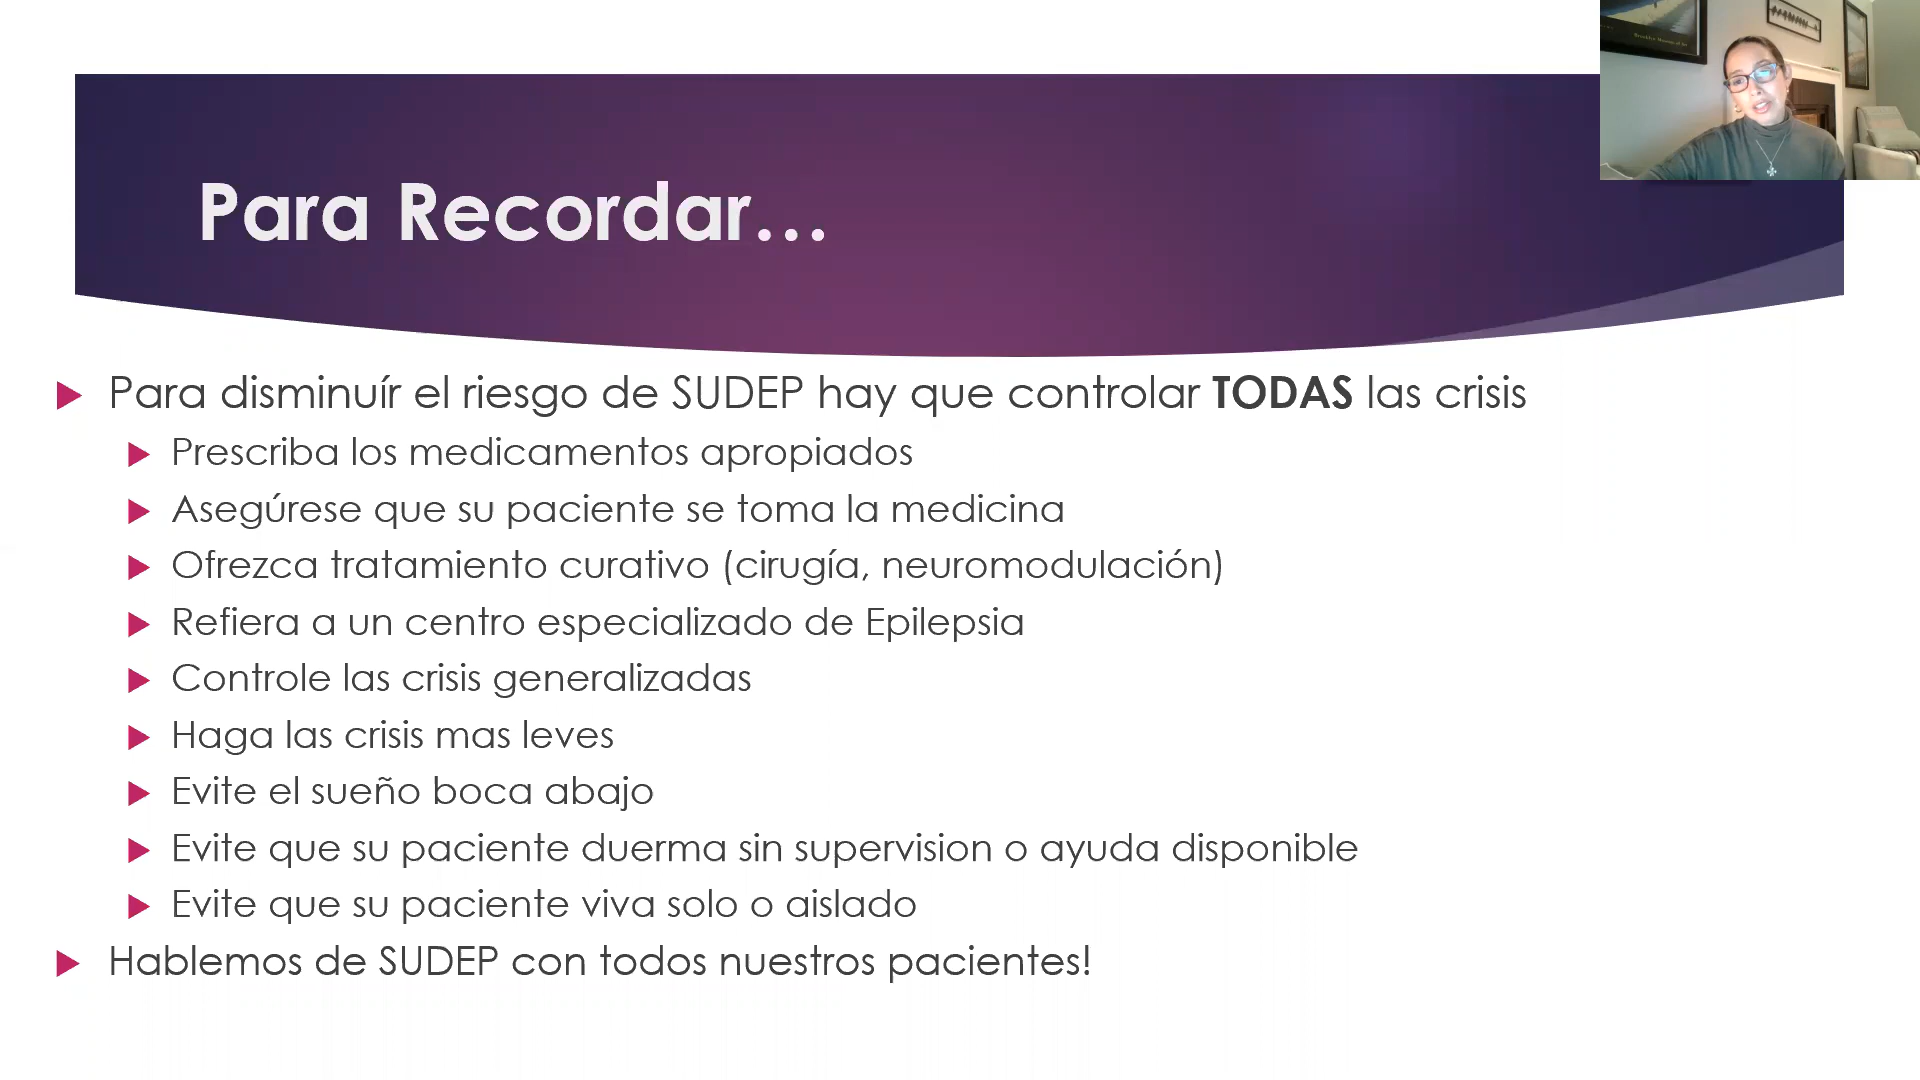 Para Recordar...
Para disminuír el riesgo de SUDEP hay que controlar TODAS las crisis
Prescriba los medicamentos apropiados
Asegúrese que su paciente se toma la medicina
Ofrezca tratamiento curativo (cirugía, neuromodulación)
Refiera a un centro especializado de Epilepsia
Controle las crisis generalizadas
Haga las crisis mas leves
Evite el sueño boca abajo
Evite que su paciente duerma sin supervision o ayuda disponible
Evite que su paciente viva solo o aislado
Hablemos de SUDEP con todos nuestros pacientes!